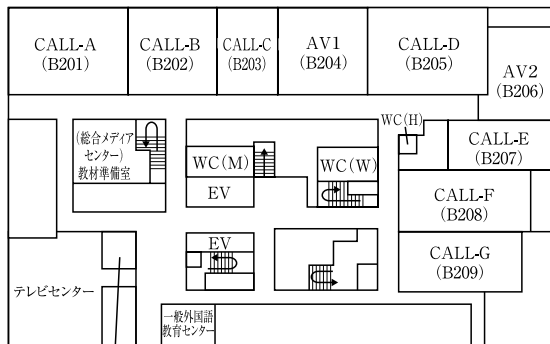 CALL-A
(B201)
CALL-B
(B202)
CALL-C
(B203)
AV1
(B204)
CALL-D
(B205)
AV2
(B206)
WC(H)
CALL-E
(B207)
(総合メディア
センター)
教材準備室
WC(M)
EV
WC(W)
CALL-F
(B208)
EV
CALL-G
(B209)
テレビセンター
一般外国語
教育センター